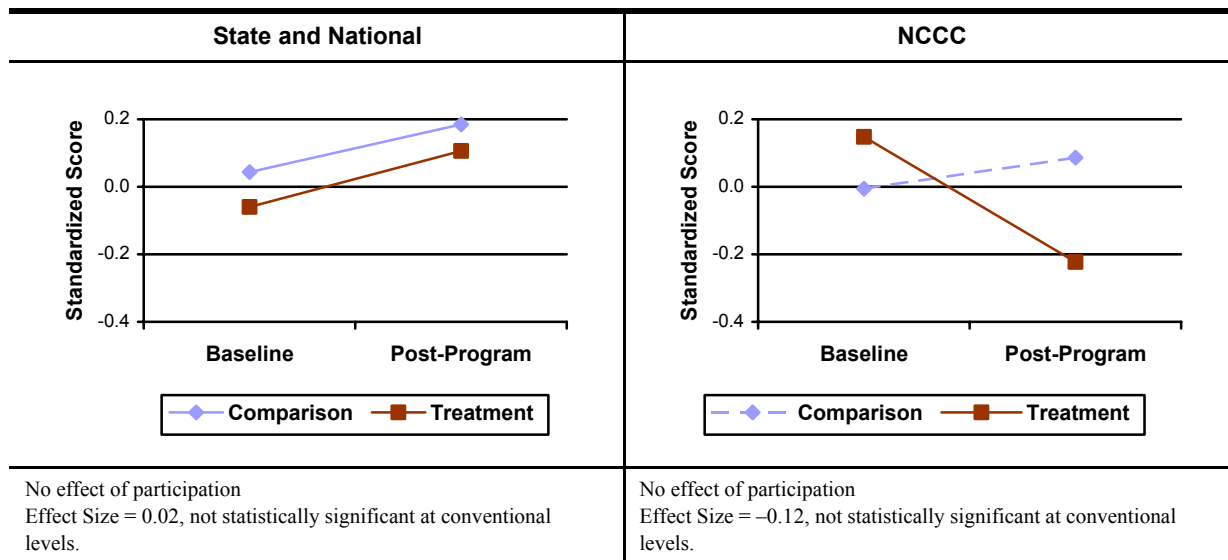 State and National
Standardized Score
0.2
0.0
-0.2
-0.4
Baseline Post-Program
Comparison Treatment
No effect of participation
Effect Size = 0.02, not statistically significant at conventional
levels.
NCCC
Standardized Score
0.2
0.0
-0.2
-0.4
Baseline Post-Program
Comparison Treatment
No effect of participation
Effect Size = –0.12, not statistically significant at conventional
levels.